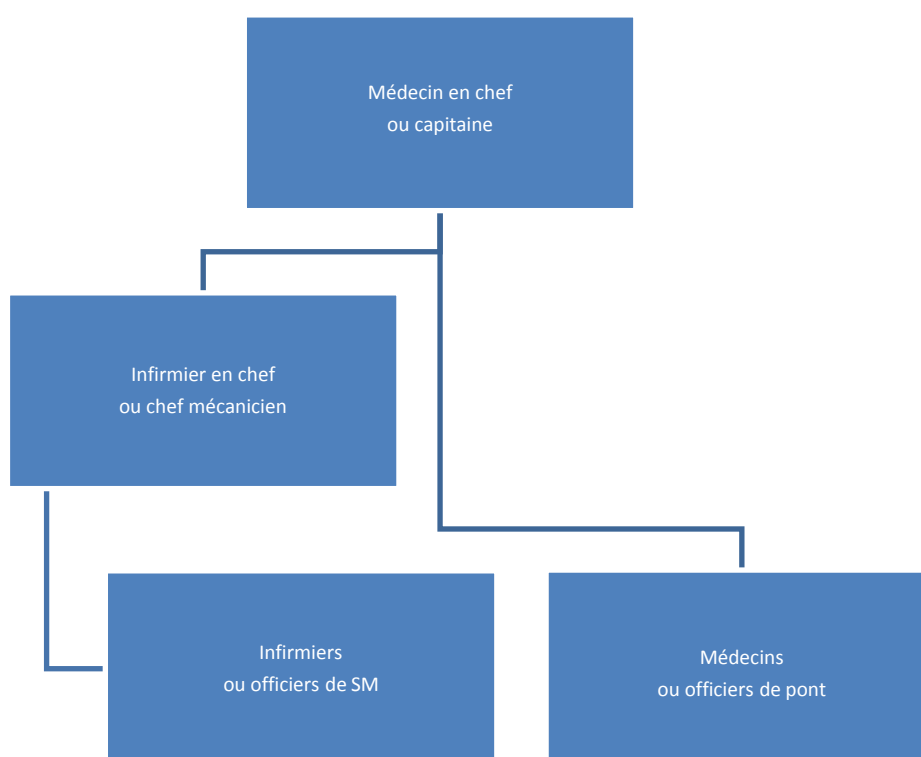 Médecin en chef
ou capitaine
Infirmier en chef
ou chef mécanicien
Infirmiers
ou officiers de SM
Médecins
ou officiers de pont